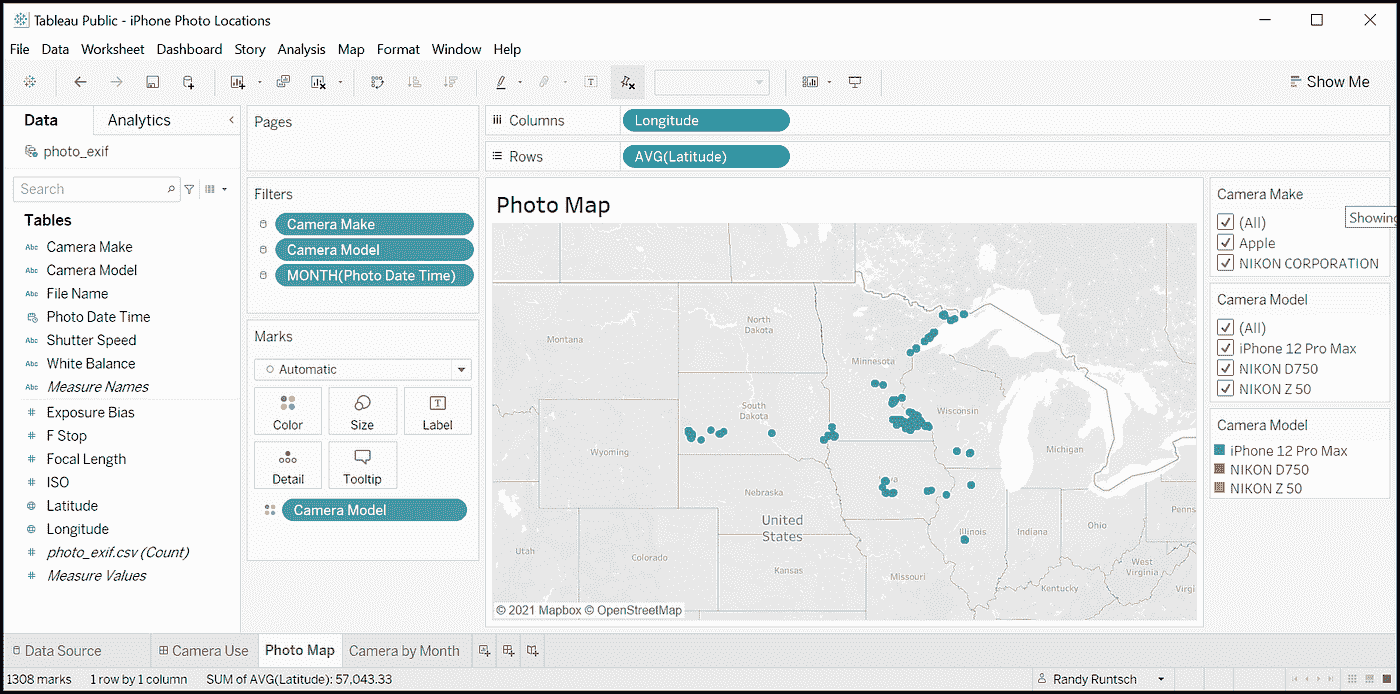 Tableau Public - iPhone Photo Locations
File Data Worksheet Dashboard Story Analysis Map Format Window Help
Show Me
Data Analytics
photo_exif
Search
Tables
Abc Camera Make
Abc Camera Model
Abc File Name
Photo Date Time
Abc Shutter Speed
Abc White Balance
Abc Measure Names
# Exposure Bias
# F Stop
# Focal Length
# ISO
Latitude
Longitude
# photo_exif.csv (Count)
# Measure Values
Pages
Filters
Camera Make
Camera Model
MONTH(Photo Date Time)
Marks
Automatic
Color Size Label
Detail Tooltip
Camera Model
Columns Longitude
Rows AVG(Latitude)
Photo Map
Montana
North
Dakota
Minnesota
South
Dakota
Wisconsin
Wyoming
Michigan
Nebraska
United
States
Illinois
Indiana
Ohio
Penns
Utah
Colorado
Kansas
Missouri
West
Virginia
Kentucky
Virgi
© 2021 Mapbox © OpenStreetMap
Camera Make
(All)
Apple
NIKON CORPORATION
Showing
Camera Model
(All)
iPhone 12 Pro Max
NIKON D750
NIKON Z 50
Camera Model
iPhone 12 Pro Max
NIKON D750
NIKON Z 50
Data Source Camera Use Photo Map Camera by Month
1308 marks 1 row by 1 column SUM of AVG(Latitude): 57,043.33 Randy Runtsch